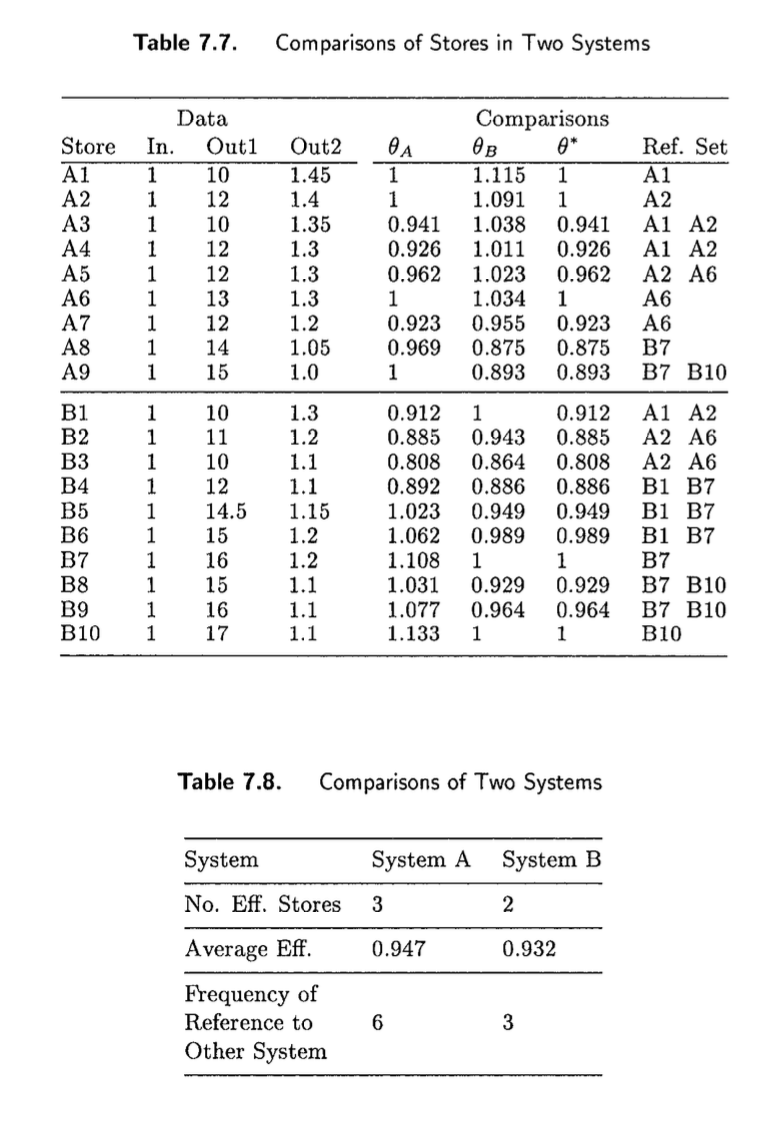 Table 7.7. Comparisons of Stores in Two Systems
Data Comparisons
Store In. Out1 Out2 θA θB θ* Ref. Set
A1 1 10 1.45 1 1.115 1 A1
A2 1 12 1.4 1 1.091 1 A2
A3 1 10 1.35 0.941 1.038 0.941 A1 A2
A4 1 12 1.3 0.926 1.011 0.926 A1 A2
A5 1 12 1.3 0.962 1.023 0.962 A2 A6
A6 1 13 1.3 1 1.034 1 A6
A7 1 12 1.2 0.923 0.955 0.923 A6
A8 1 14 1.05 0.969 0.875 0.875 B7
A9 1 15 1.0 1 0.893 0.893 B7 B10
B1 1 10 1.3 0.912 1 0.912 A1 A2
B2 1 11 1.2 0.885 0.943 0.885 A2 A6
B3 1 10 1.1 0.808 0.864 0.808 A2 A6
B4 1 12 1.1 0.892 0.886 0.886 B1 B7
B5 1 14.5 1.15 1.023 0.949 0.949 B1 B7
B6 1 15 1.2 1.062 0.989 0.989 B1 B7
B7 1 16 1.2 1.108 1 1 B7
B8 1 15 1.1 1.031 0.929 0.929 B7 B10
B9 1 16 1.1 1.077 0.964 0.964 B7 B10
B10 1 17 1.1 1.133 1 1 B10
Table 7.8. Comparisons of Two Systems
System System A System B
No. Eff. Stores 3 2
Average Eff. 0.947 0.932
Frequency of
Reference to 6 3
Other System